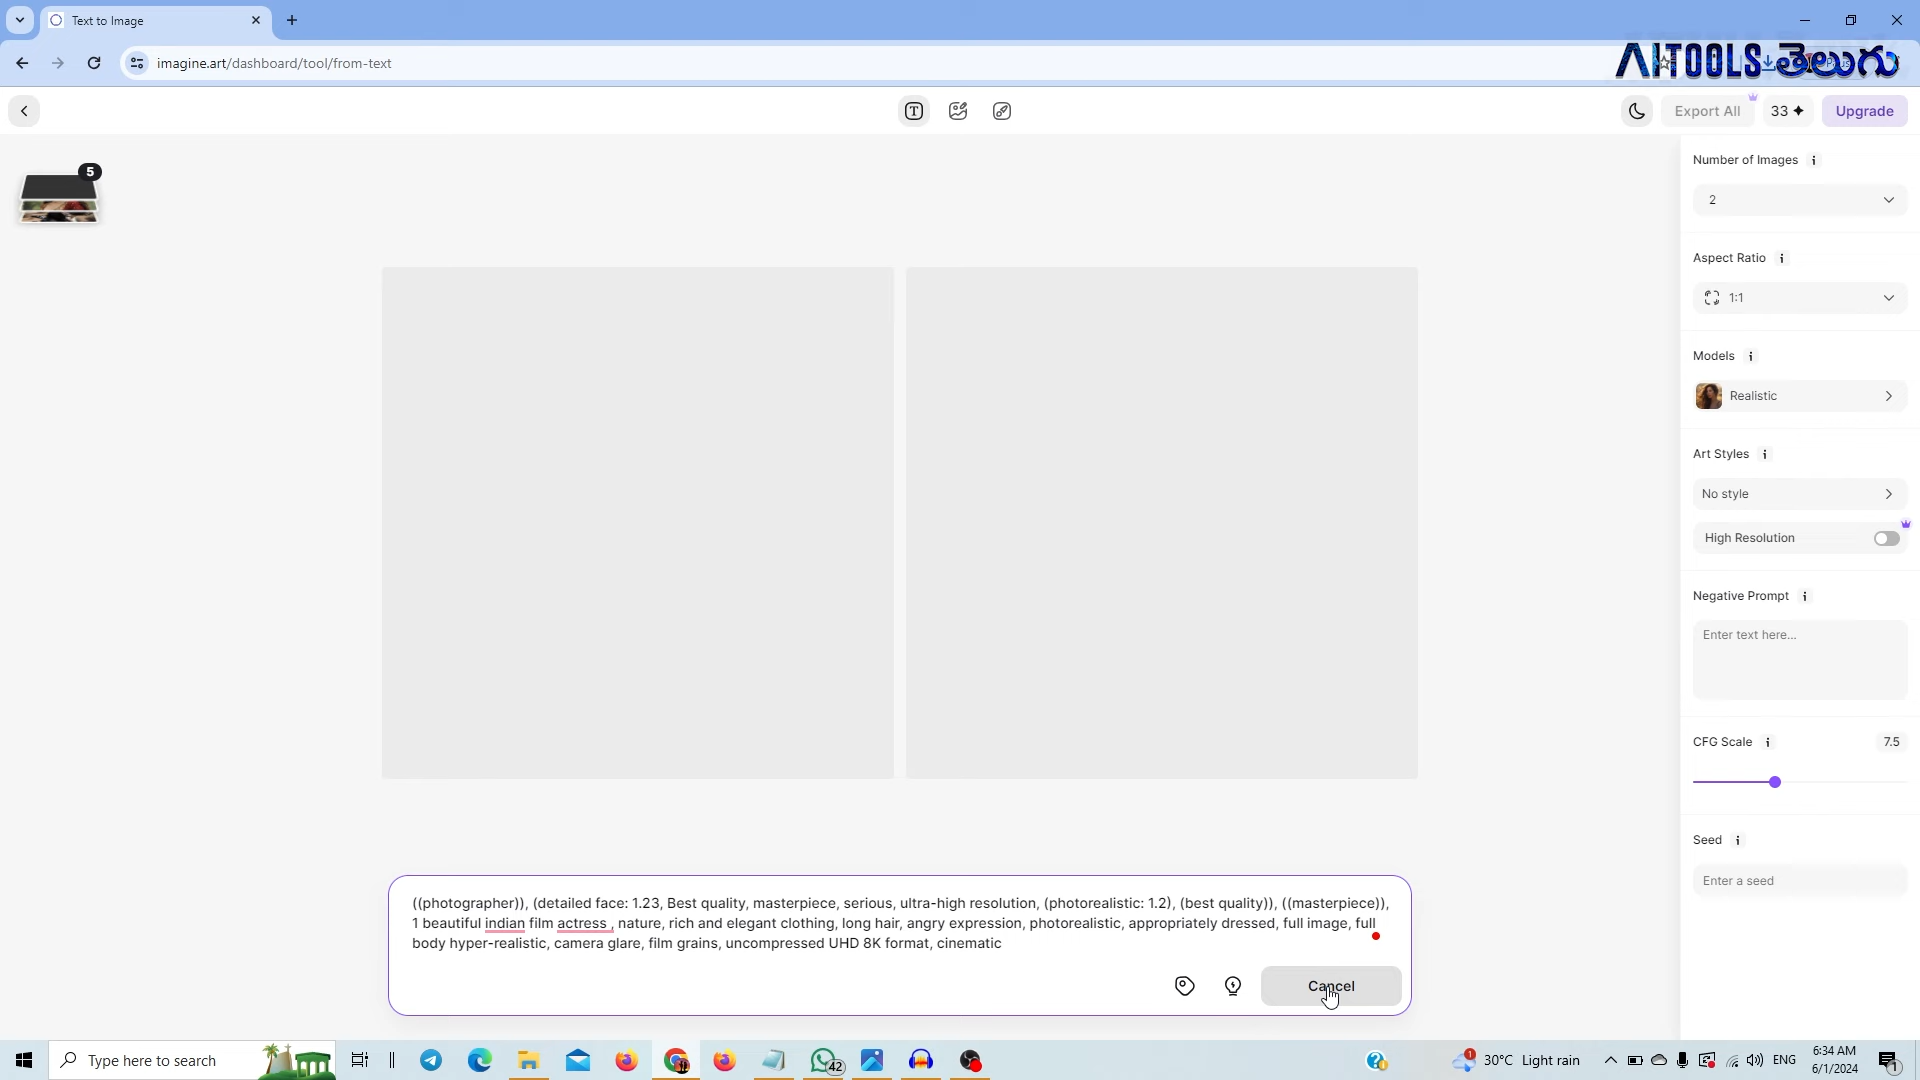 Text to Image
imagine.art/dashboard/tool/from-text
AITOOLS తెలుగు
Export All
33
Upgrade
5
Number of Images
2
Aspect Ratio
1:1
Models
Realistic
Art Styles
No style
High Resolution
Negative Prompt
Enter text here...
CFG Scale
7.5
Seed
Enter a seed
((photographer)), (detailed face: 1.23, Best quality, masterpiece, serious, ultra-high resolution, (photorealistic: 1.2), (best quality)), ((masterpiece)),
1 beautiful indian film actress , nature, rich and elegant clothing, long hair, angry expression, photorealistic, appropriately dressed, full image, full
body hyper-realistic, camera glare, film grains, uncompressed UHD 8K format, cinematic
Cancel
Type here to search
42
1
30°C Light rain
ENG
6:34 AM
6/1/2024
1